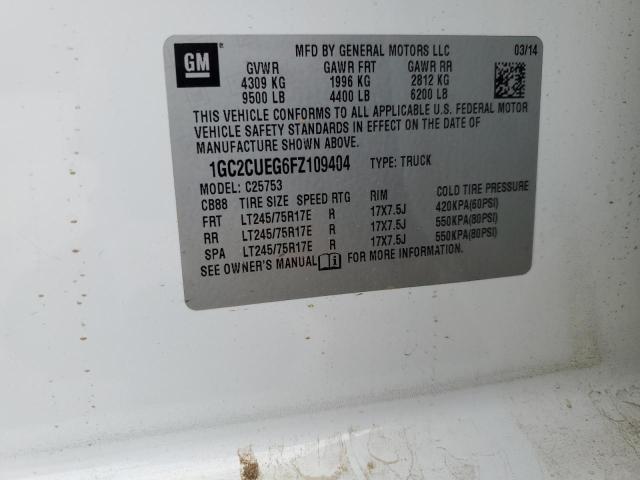 GM
MFD BY GENERAL MOTORS LLC 03/14
GVWR GAWR FRT GAWR RR
4309 KG 1996 KG 2812 KG
9500 LB 4400 LB 6200 LB
THIS VEHICLE CONFORMS TO ALL APPLICABLE U.S. FEDERAL MOTOR
VEHICLE SAFETY STANDARDS IN EFFECT ON THE DATE OF
MANUFACTURE SHOWN ABOVE.
1GC2CUEG6FZ109404 TYPE: TRUCK
MODEL: C25753
CB88 TIRE SIZE SPEED RTG RIM COLD TIRE PRESSURE
FRT LT245/75R17E R 17X7.5J 420KPA(60PSI)
RR LT245/75R17E R 17X7.5J 550KPA(80PSI)
SPA LT245/75R17E R 17X7.5J 550KPA(80PSI)
SEE OWNER'S MANUAL FOR MORE INFORMATION.